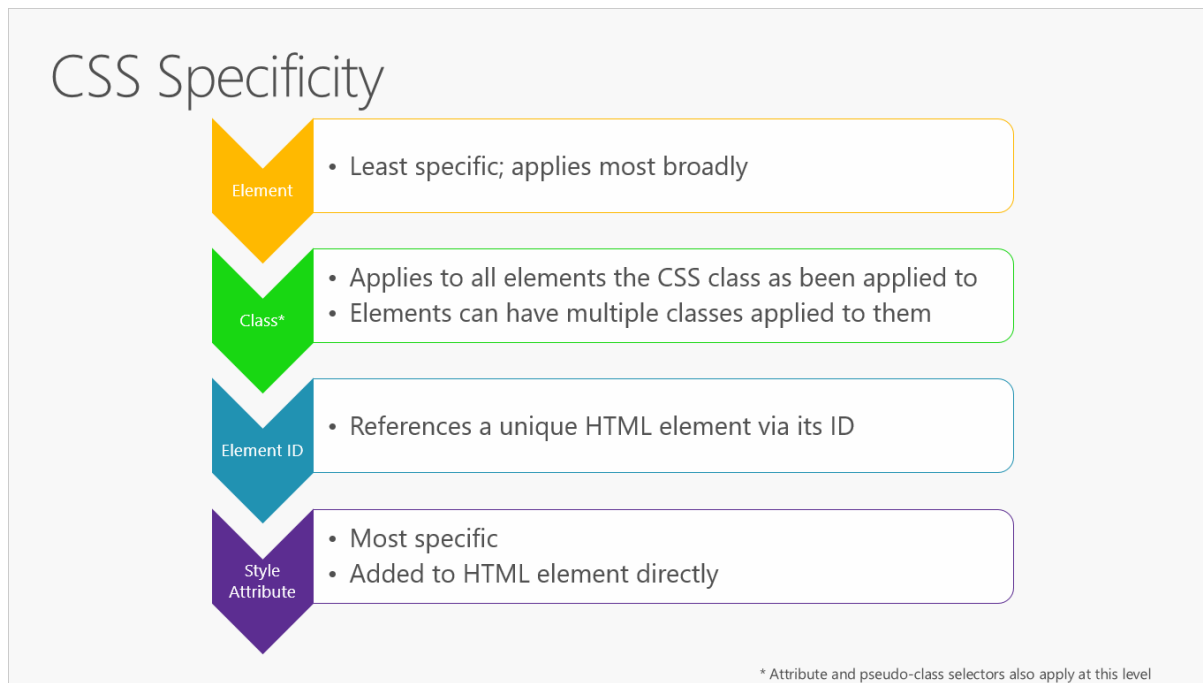 CSS Specificity
Element
• Least specific; applies most broadly
Class*
• Applies to all elements the CSS class as been applied to
• Elements can have multiple classes applied to them
Element ID
• References a unique HTML element via its ID
Style
Attribute
• Most specific
• Added to HTML element directly
* Attribute and pseudo-class selectors also apply at this level